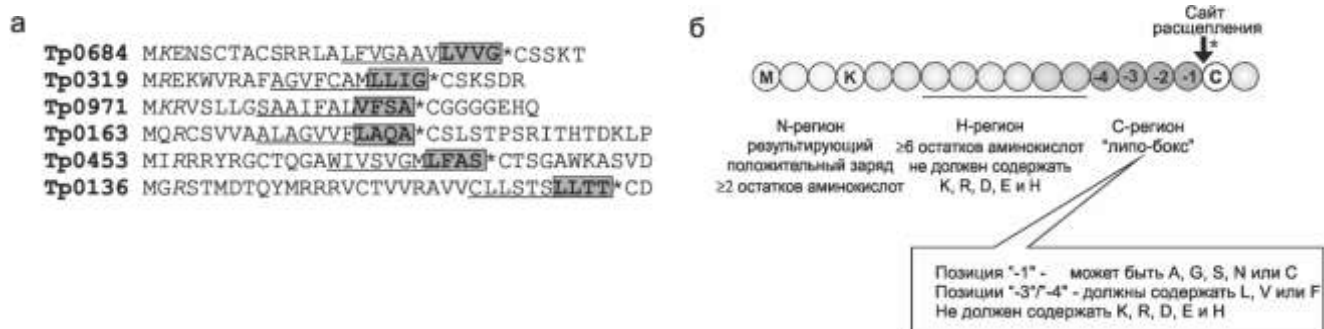 а
Tp0684 MKENSCTACSRRLALFVGAAVLVVG*CSSKT
Tp0319 MREKWVRAFAGVFCAMLLIG*CSKSDR
Tp0971 MKRVSLLGSAAIFALVFSA*CGGGGEHQ
Tp0163 MQRCSVVAALAGVVFLAQA*CSLSTPSRITHTDKLP
Tp0453 MIRRRYRGCTQGAWIVSVGMLFAS*CTSGAWKASVD
Tp0136 MGRSTMDTQYMRRRVCTVVRAVVCLLSTSLLTT*CD
б
Сайт
расщепления
*
M K -4 -3 -2 -1 C
N-регион
результирующий
положительный заряд
≥2 остатков аминокислот
H-регион
≥6 остатков аминокислот
не должен содержать
K, R, D, E и H
C-регион
"липо-бокс"
Позиция "-1" - может быть A, G, S, N или C
Позиции "-3"/"-4" - должны содержать L, V или F
Не должен содержать K, R, D, E и H